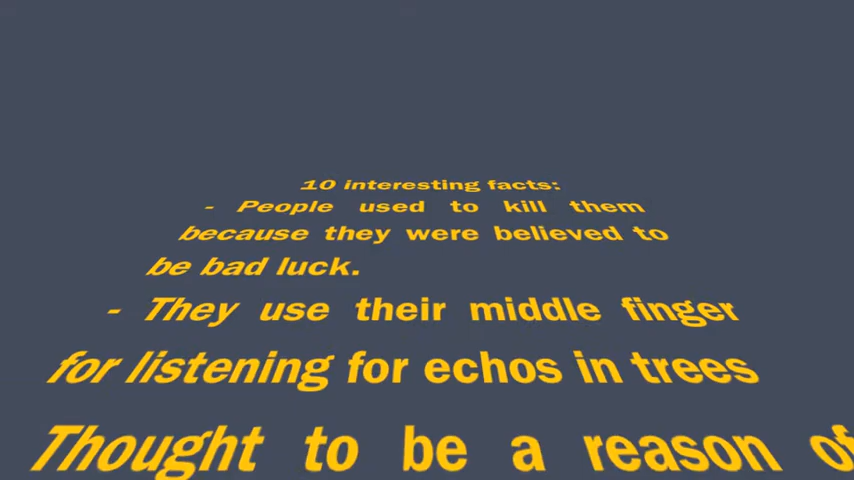 10 interesting facts:
- People used to kill them
because they were believed to
be bad luck.
- They use their middle finger
for listening for echos in trees
Thought to be a reason of